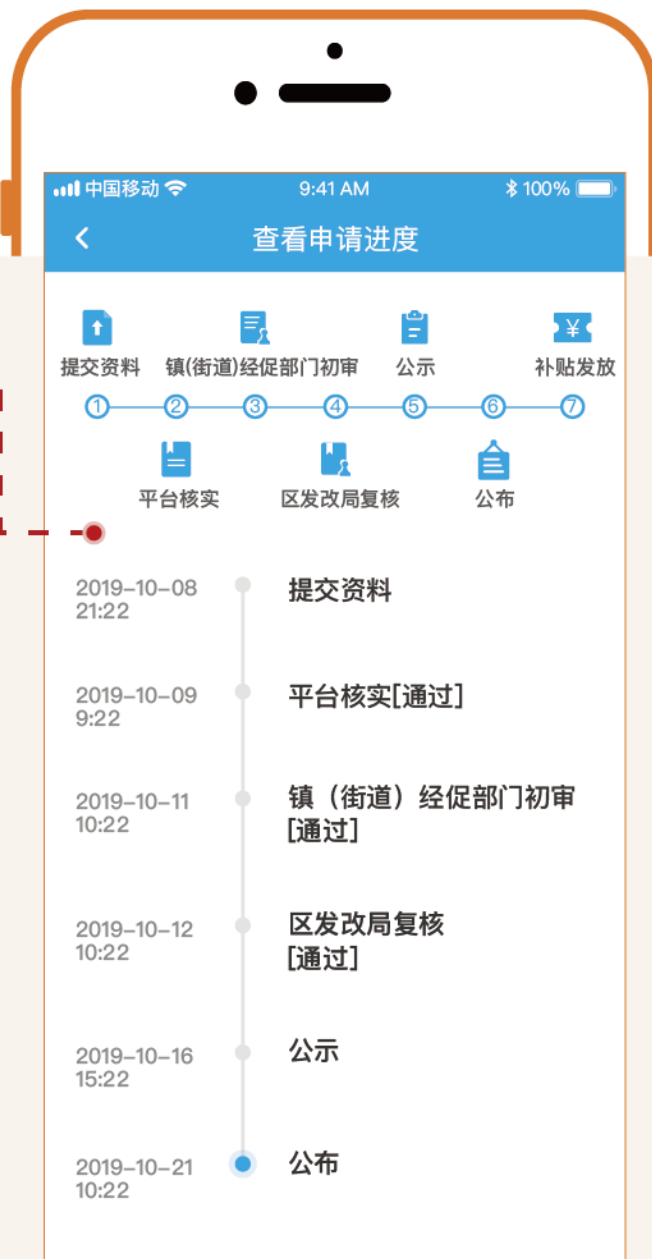 中国移动 9:41 AM 100%
查看申请进度
提交资料 镇(街道)经促部门初审 公示 补贴发放
1 2 3 4 5 6 7
平台核实 区发改局复核 公布
2019-10-08 提交资料
21:22
2019-10-09 平台核实[通过]
9:22
2019-10-11 镇（街道）经促部门初审
10:22 [通过]
2019-10-12 区发改局复核
10:22 [通过]
2019-10-16 公示
15:22
2019-10-21 公布
10:22